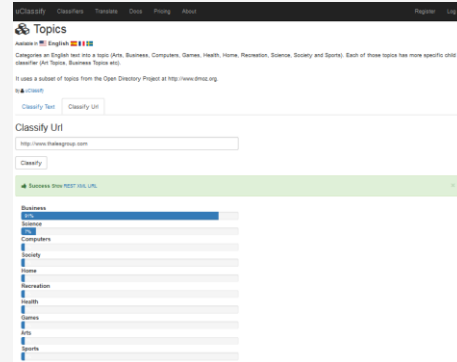 uClassify Classifiers Translate Docs Pricing About Register Log
Topics
Available in English
Categorizes an English text into a topic (Arts, Business, Computers, Games, Health, Home, Recreation, Science, Society and Sports). Each of those topics has more specific child
classifier (Art Topics, Business Topics etc).
It uses a subset of topics from the Open Directory Project at http://www.dmoz.org.
by uClassify
Classify Text Classify Url
Classify Url
http://www.thalesgroup.com
Classify
Success Show REST XML URL ×
Business
91%
Science
7%
Computers
Society
Home
Recreation
Health
Games
Arts
Sports